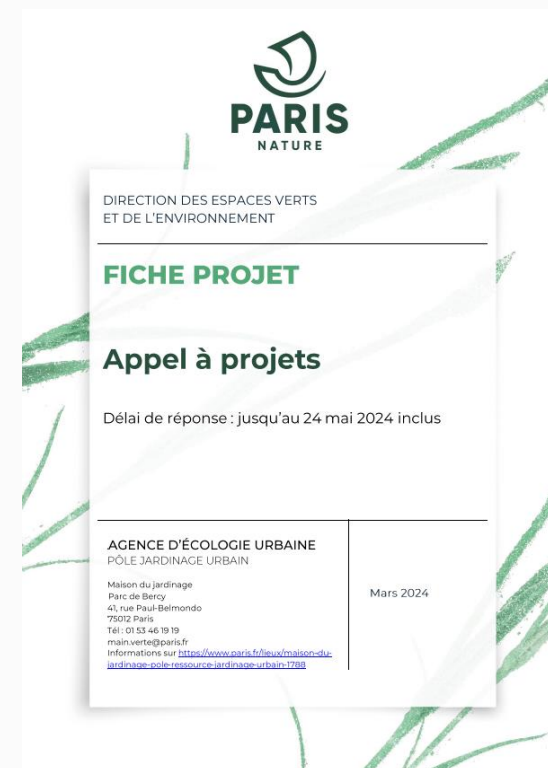 PARIS
NATURE
DIRECTION DES ESPACES VERTS
ET DE L'ENVIRONNEMENT
FICHE PROJET
Appel à projets
Délai de réponse : jusqu'au 24 mai 2024 inclus
AGENCE D'ÉCOLOGIE URBAINE
PÔLE JARDINAGE URBAIN
Maison du jardinage
Parc de Bercy
41, rue Paul-Belmondo
75012 Paris
Tél : 01 53 46 19 19
main.verte@paris.fr
Informations sur https://www.paris.fr/lieux/maison-du-
jardinage-pole-ressource-jardinage-urbain-1788
Mars 2024